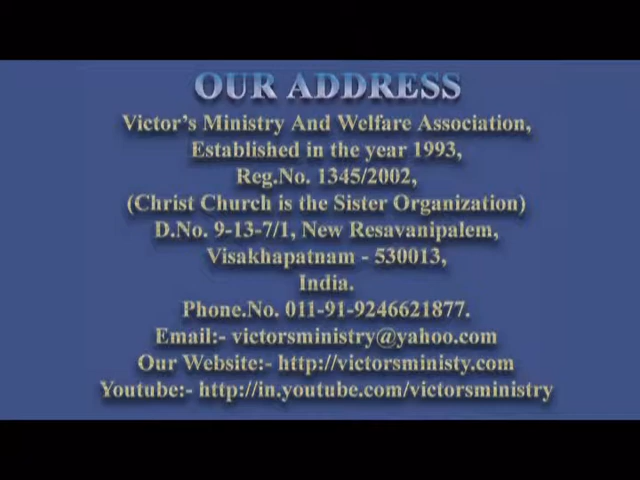 OUR ADDRESS
Victor's Ministry And Welfare Association,
Established in the year 1993,
Reg.No. 1345/2002,
(Christ Church is the Sister Organization)
D.No. 9-13-7/1, New Resavanipalem,
Visakhapatnam - 530013,
India.
Phone.No. 011-91-9246621877.
Email:- victorsministry@yahoo.com
Our Website:- http://victorsministy.com
Youtube:- http://in.youtube.com/victorsministry